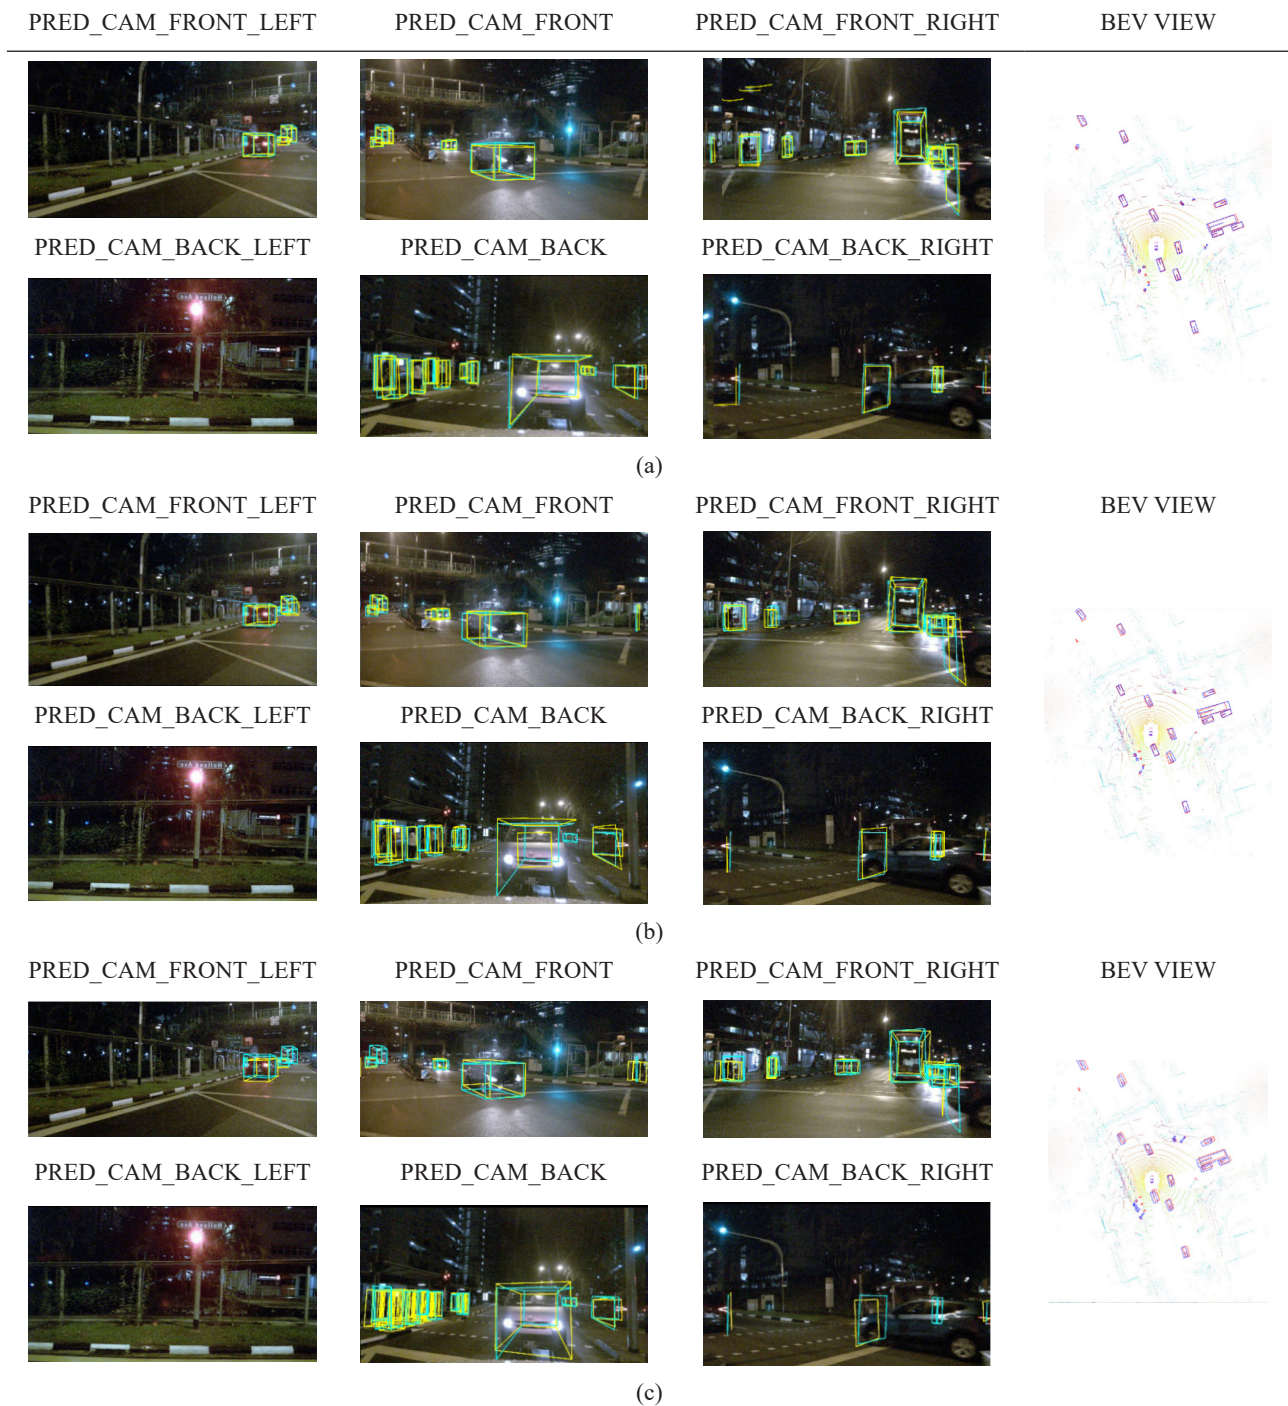 PRED_CAM_FRONT_LEFT PRED_CAM_FRONT PRED_CAM_FRONT_RIGHT BEV VIEW
PRED_CAM_BACK_LEFT PRED_CAM_BACK PRED_CAM_BACK_RIGHT
(a)
PRED_CAM_FRONT_LEFT PRED_CAM_FRONT PRED_CAM_FRONT_RIGHT BEV VIEW
PRED_CAM_BACK_LEFT PRED_CAM_BACK PRED_CAM_BACK_RIGHT
(b)
PRED_CAM_FRONT_LEFT PRED_CAM_FRONT PRED_CAM_FRONT_RIGHT BEV VIEW
PRED_CAM_BACK_LEFT PRED_CAM_BACK PRED_CAM_BACK_RIGHT
(c)